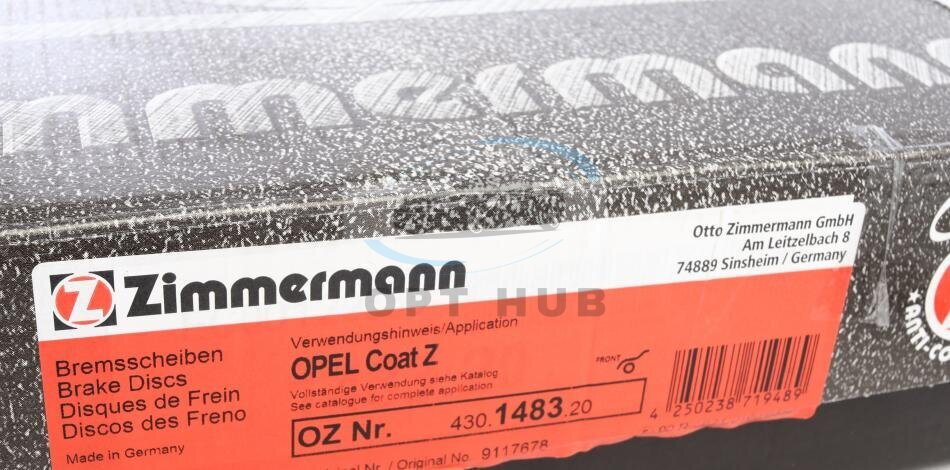 mmermann
Zimmermann
Otto Zimmermann GmbH
Am Leitzelbach 8
74889 Sinsheim / Germany
OPT HUB
Bremsscheiben
Brake Discs
Disques de Frein
Discos des Freno
Made in Germany
Verwendungshinweis/Application
OPEL Coat Z
Vollständige Verwendung siehe Katalog
See catalogue for complete application
FRONT
OZ Nr. 430.1483.20
Nr. / Original No. 9117678
4 250238 719489